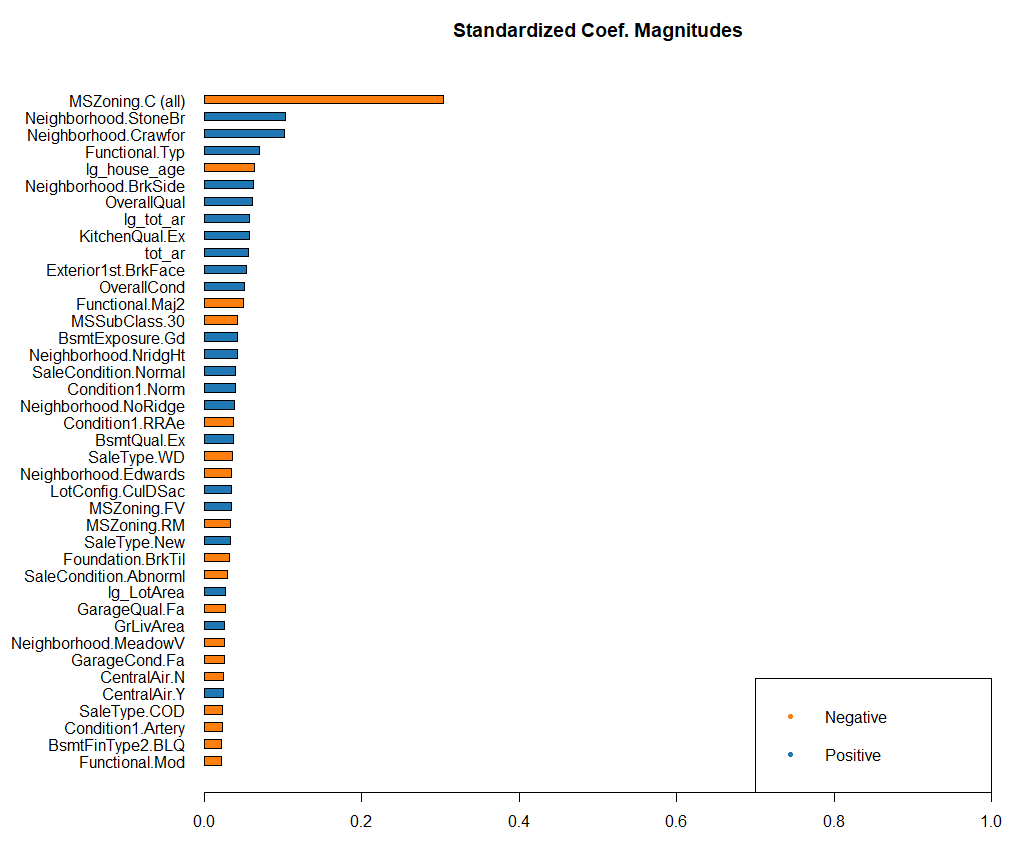 Standardized Coef. Magnitudes
MSZoning.C (all)
Neighborhood.StoneBr
Neighborhood.Crawfor
Functional.Typ
lg_house_age
Neighborhood.BrkSide
OverallQual
lg_tot_ar
KitchenQual.Ex
tot_ar
Exterior1st.BrkFace
OverallCond
Functional.Maj2
MSSubClass.30
BsmtExposure.Gd
Neighborhood.NridgHt
SaleCondition.Normal
Condition1.Norm
Neighborhood.NoRidge
Condition1.RRAe
BsmtQual.Ex
SaleType.WD
Neighborhood.Edwards
LotConfig.CulDSac
MSZoning.FV
MSZoning.RM
SaleType.New
Foundation.BrkTil
SaleCondition.Abnorml
lg_LotArea
GarageQual.Fa
GrLivArea
Neighborhood.MeadowV
GarageCond.Fa
CentralAir.N
CentralAir.Y
SaleType.COD
Condition1.Artery
BsmtFinType2.BLQ
Functional.Mod
Negative
Positive
0.0 0.2 0.4 0.6 0.8 1.0